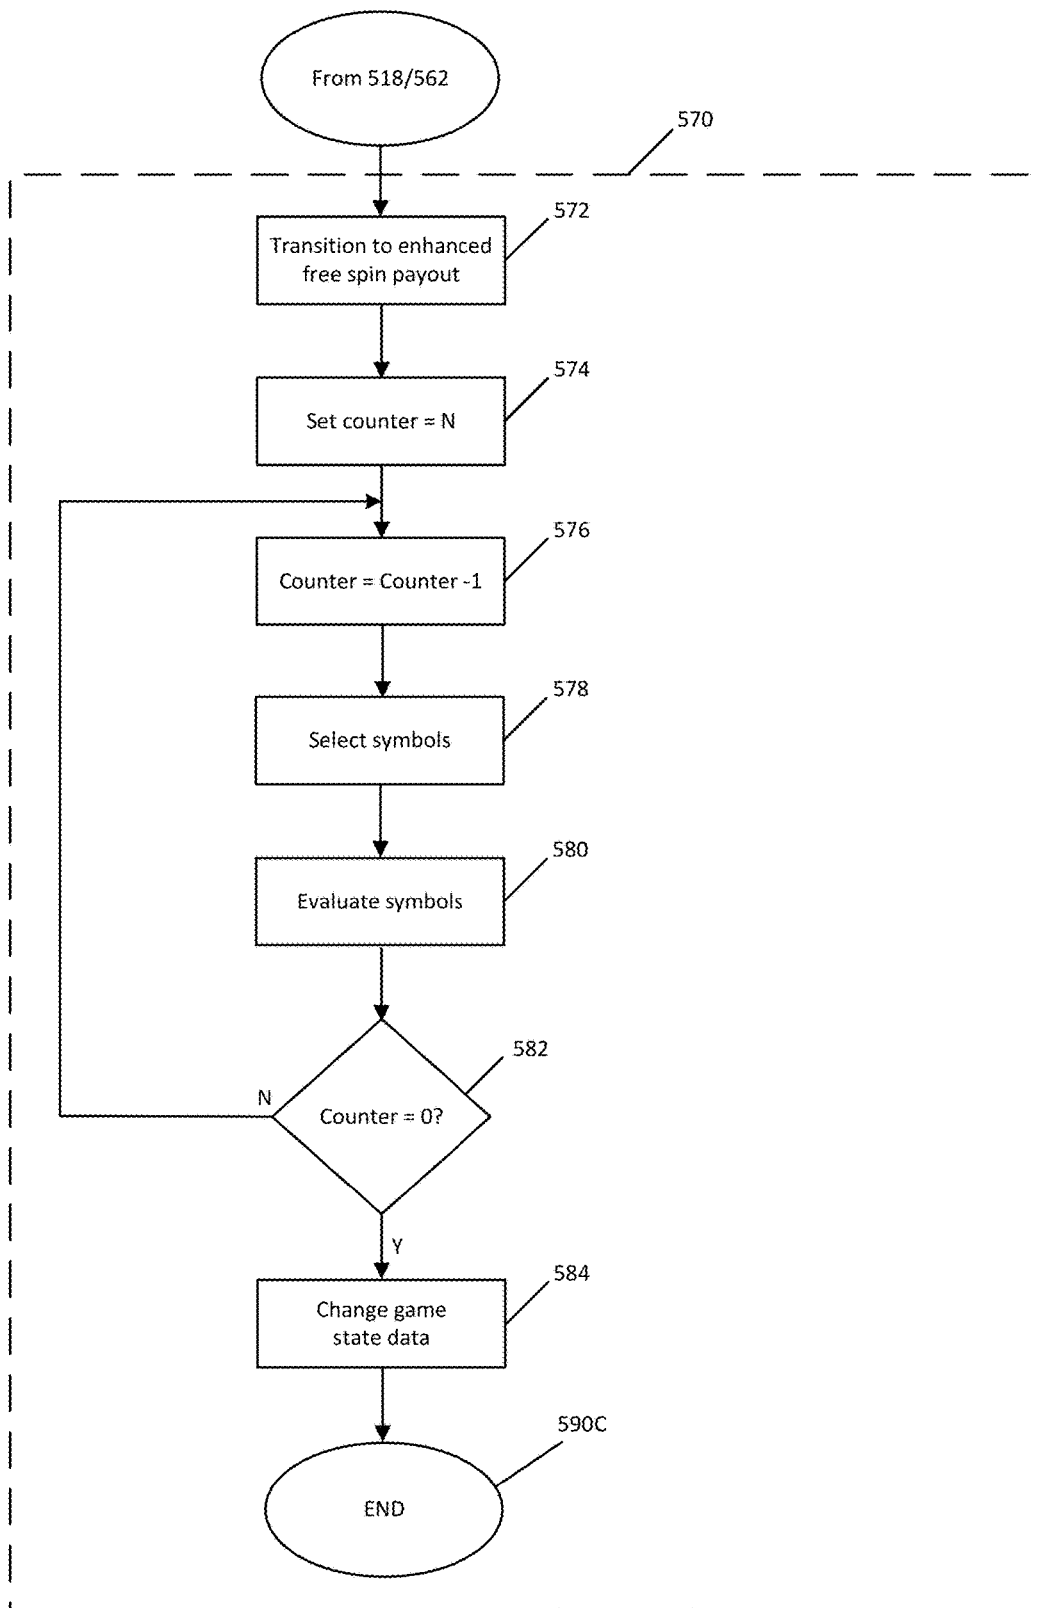 From 518/562
570
572
Transition to enhanced
free spin payout
574
Set counter = N
576
Counter = Counter -1
578
Select symbols
580
Evaluate symbols
582
N
Counter = 0?
Y
584
Change game
state data
590C
END